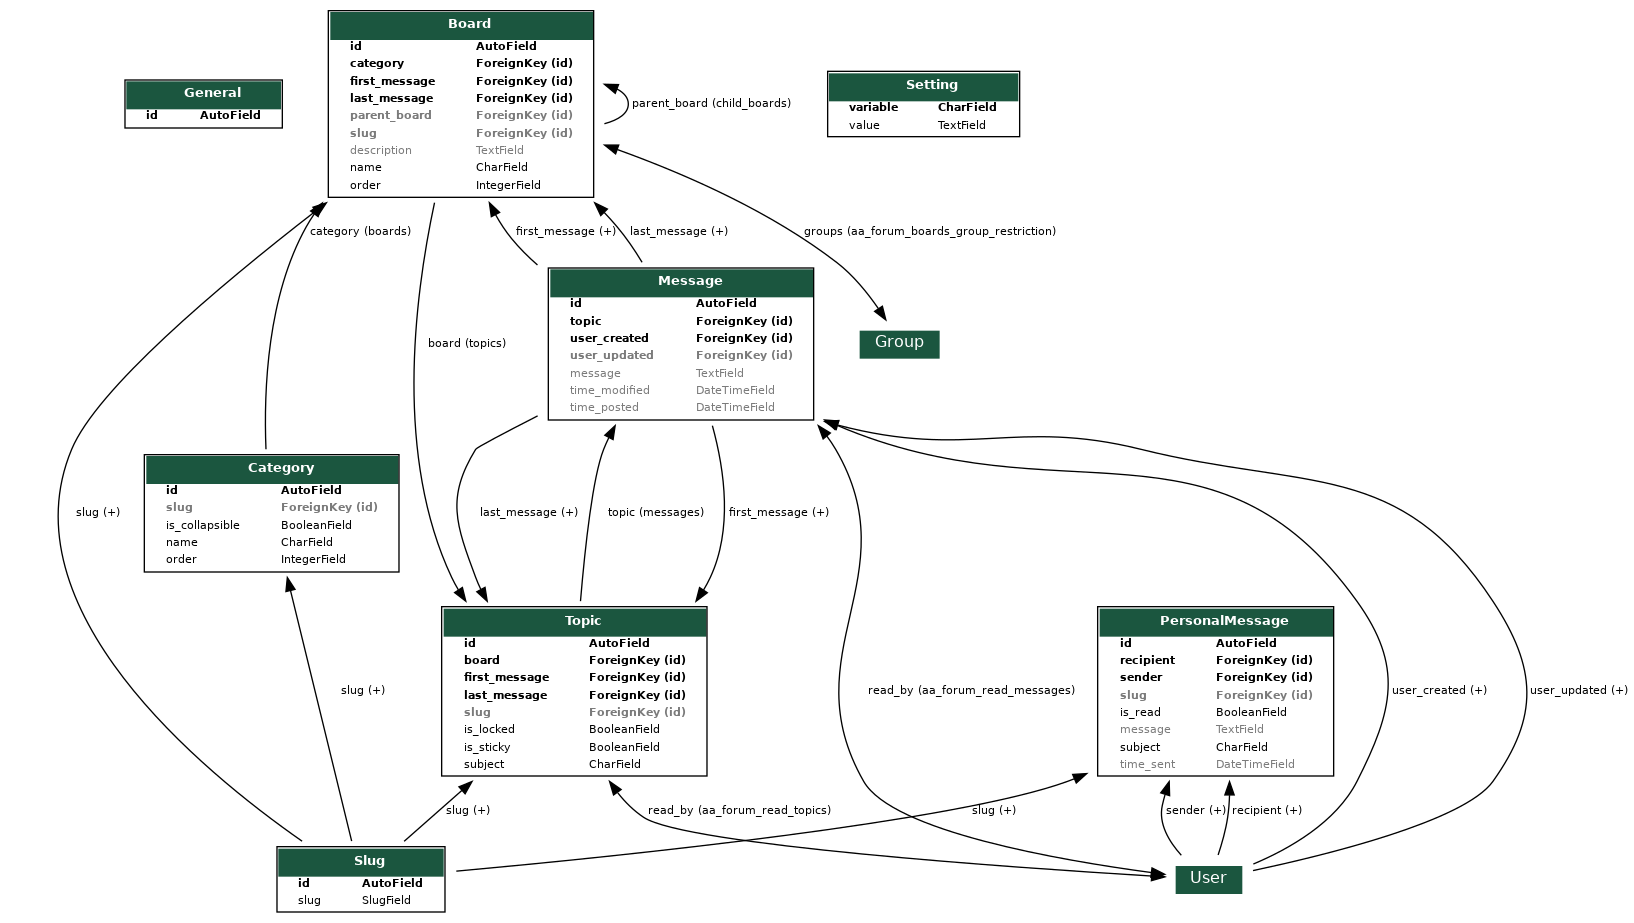 Board
id AutoField
category ForeignKey (id)
first_message ForeignKey (id)
last_message ForeignKey (id)
parent_board ForeignKey (id)
slug ForeignKey (id)
description TextField
name CharField
order IntegerField
General
id AutoField
Setting
variable CharField
value TextField
parent_board (child_boards)
category (boards)
first_message (+)
last_message (+)
groups (aa_forum_boards_group_restriction)
Message
id AutoField
topic ForeignKey (id)
user_created ForeignKey (id)
user_updated ForeignKey (id)
message TextField
time_modified DateTimeField
time_posted DateTimeField
Group
board (topics)
Category
id AutoField
slug ForeignKey (id)
is_collapsible BooleanField
name CharField
order IntegerField
slug (+)
last_message (+)
topic (messages)
first_message (+)
Topic
id AutoField
board ForeignKey (id)
first_message ForeignKey (id)
last_message ForeignKey (id)
slug ForeignKey (id)
is_locked BooleanField
is_sticky BooleanField
subject CharField
PersonalMessage
id AutoField
recipient ForeignKey (id)
sender ForeignKey (id)
slug ForeignKey (id)
is_read BooleanField
message TextField
subject CharField
time_sent DateTimeField
slug (+)
read_by (aa_forum_read_messages)
user_created (+)
user_updated (+)
slug (+)
read_by (aa_forum_read_topics)
slug (+)
sender (+)
recipient (+)
Slug
id AutoField
slug SlugField
User